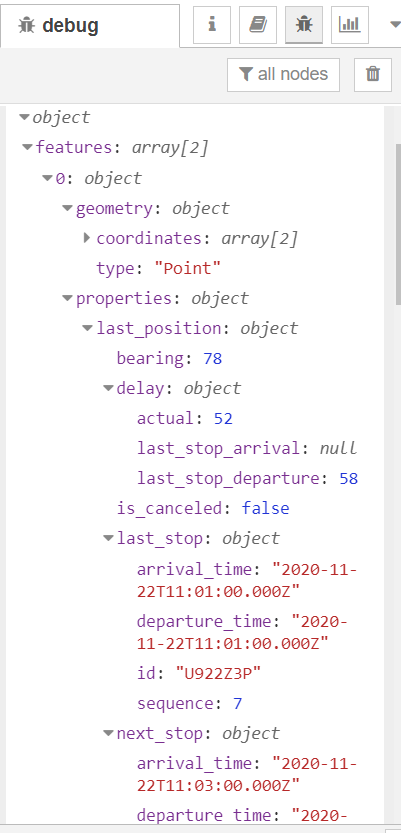 debug
all nodes
object
features: array[2]
0: object
geometry: object
coordinates: array[2]
type: "Point"
properties: object
last_position: object
bearing: 78
delay: object
actual: 52
last_stop_arrival: null
last_stop_departure: 58
is_canceled: false
last_stop: object
arrival_time: "2020-11-
22T11:01:00.000Z"
departure_time: "2020-
11-22T11:01:00.000Z"
id: "U922Z3P"
sequence: 7
next_stop: object
arrival_time: "2020-11-
22T11:03:00.000Z"
departure_time: "2020-